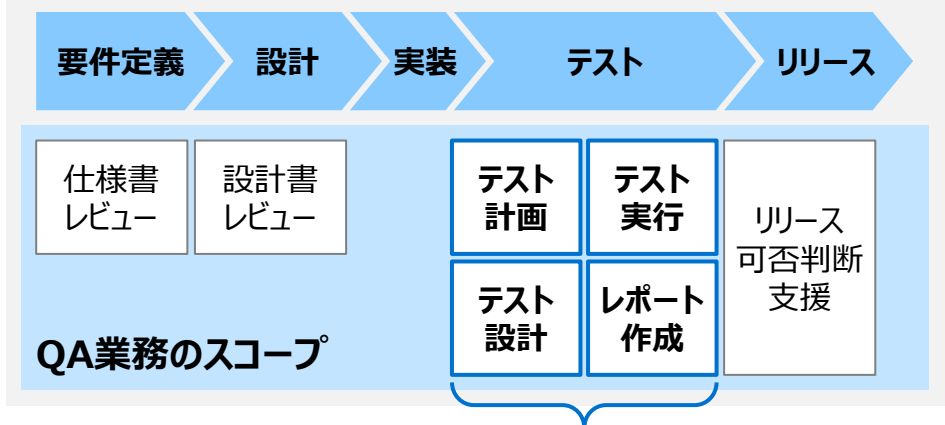 要件定義
設計
実装
テスト
リリース
仕様書
レビュー
設計書
レビュー
テスト
計画
テスト
実行
テスト
設計
レポート
作成
リリース
可否判断
支援
QA業務のスコープ